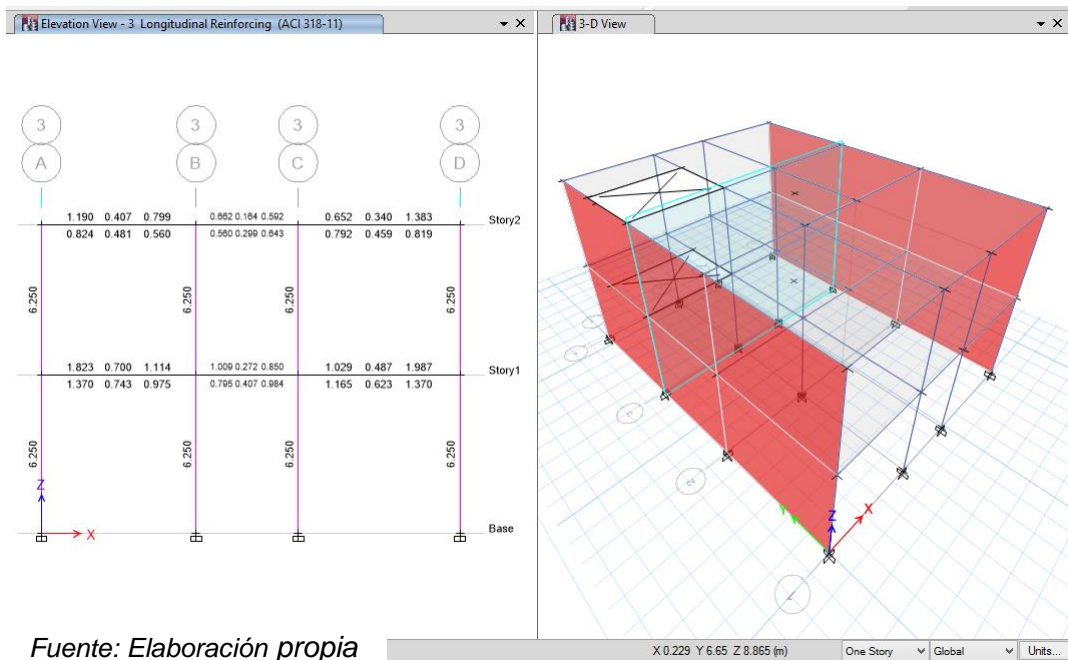 Elevation View - 3 Longitudinal Reinforcing (ACI 318-11)
3-D View
3 3 3 3
A B C D
1.190 0.407 0.799 0.662 0.164 0.592 0.652 0.340 1.383
Story2
0.824 0.481 0.560 0.560 0.299 0.643 0.792 0.459 0.819
6.250 6.250 6.250 6.250
1.823 0.700 1.114 1.009 0.272 0.850 1.029 0.487 1.987
Story1
1.370 0.743 0.975 0.795 0.407 0.984 1.165 0.623 1.370
6.250 6.250 6.250 6.250
Z
X
Base
Z
X
Y
Fuente: Elaboración propia
X 0.229 Y 6.65 Z 8.865 (m)
One Story
Global
Units...